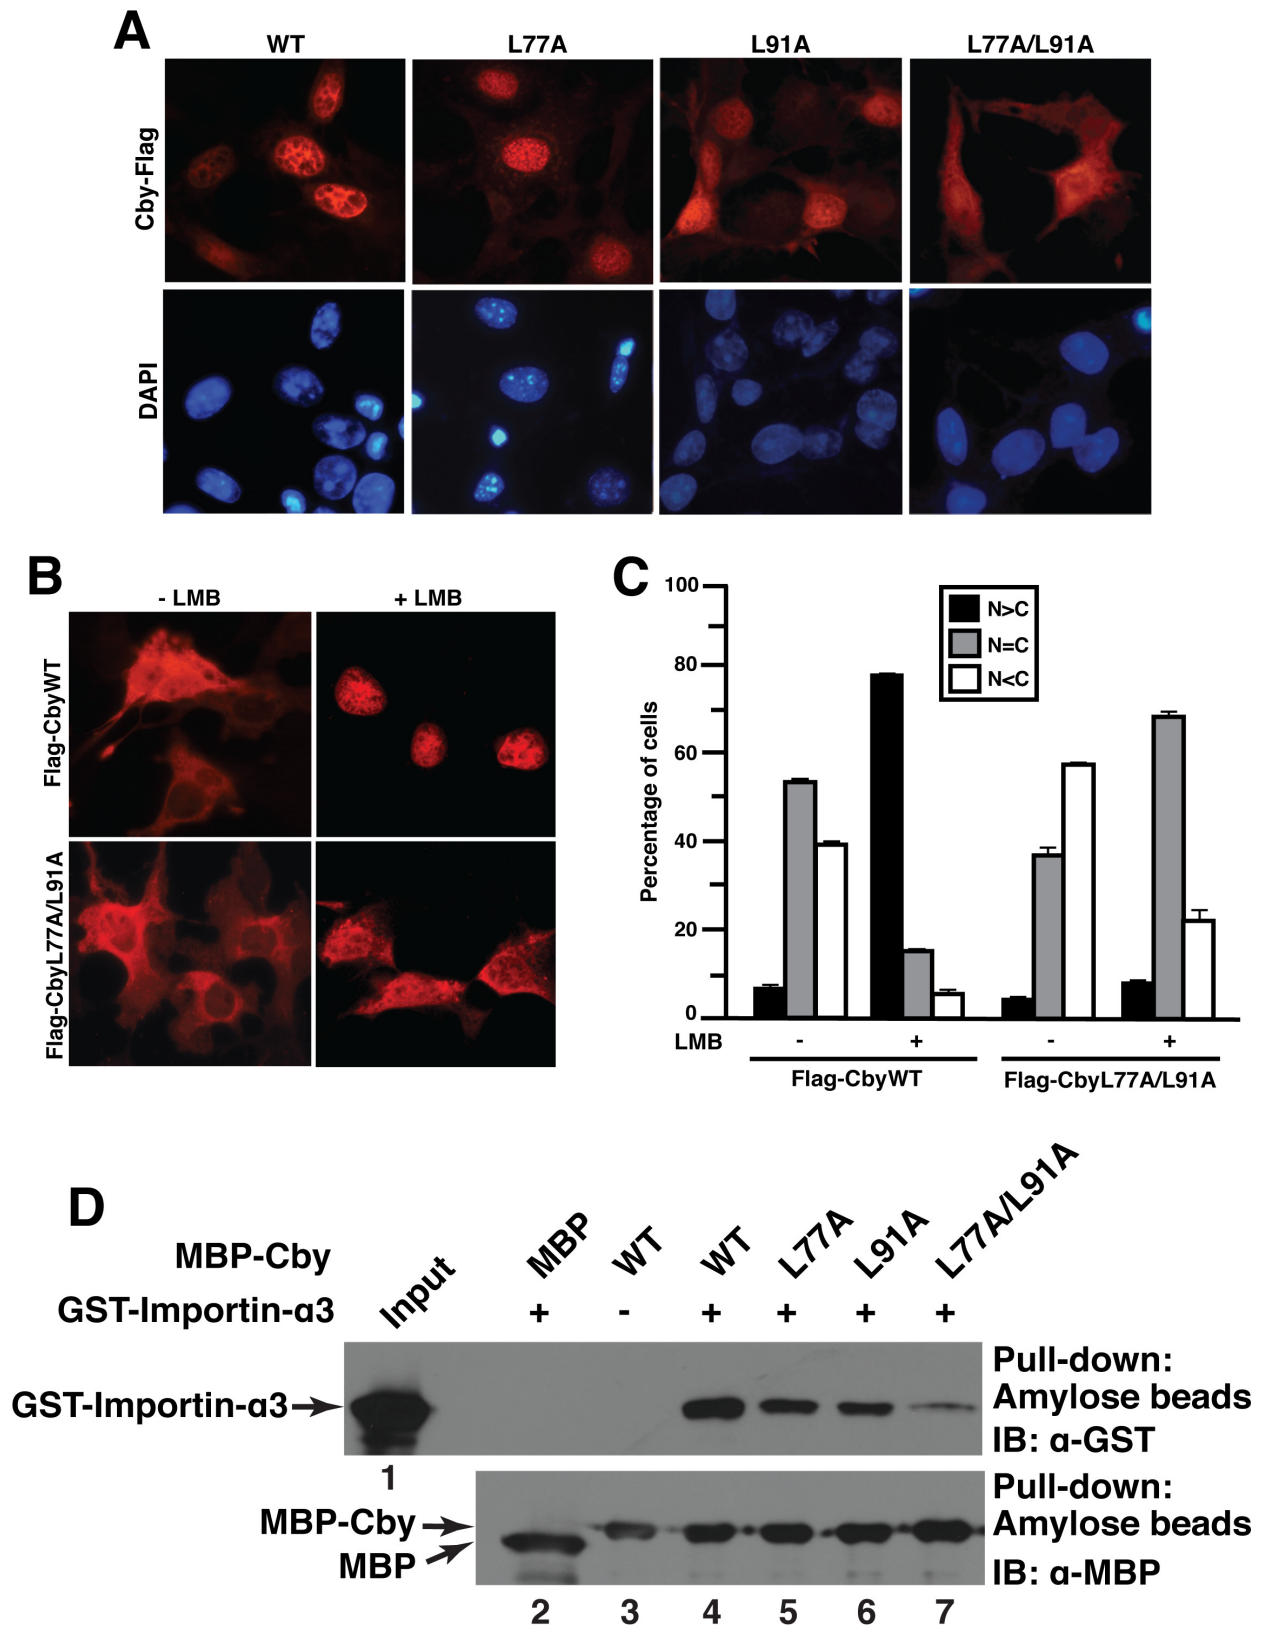 A
WT L77A L91A L77A/L91A
Cby-Flag
DAPI
B
- LMB + LMB
Flag-CbyWT
Flag-CbyL77A/L91A
C
Percentage of cells
100
80
60
40
20
0
N>C
N=C
N<C
LMB - + - +
Flag-CbyWT Flag-CbyL77A/L91A
D
MBP-Cby Input MBP WT WT L77A L91A L77A/L91A
GST-Importin-α3 + - + + + +
GST-Importin-α3
Pull-down:
Amylose beads
IB: α-GST
1
MBP-Cby
MBP
Pull-down:
Amylose beads
IB: α-MBP
2 3 4 5 6 7